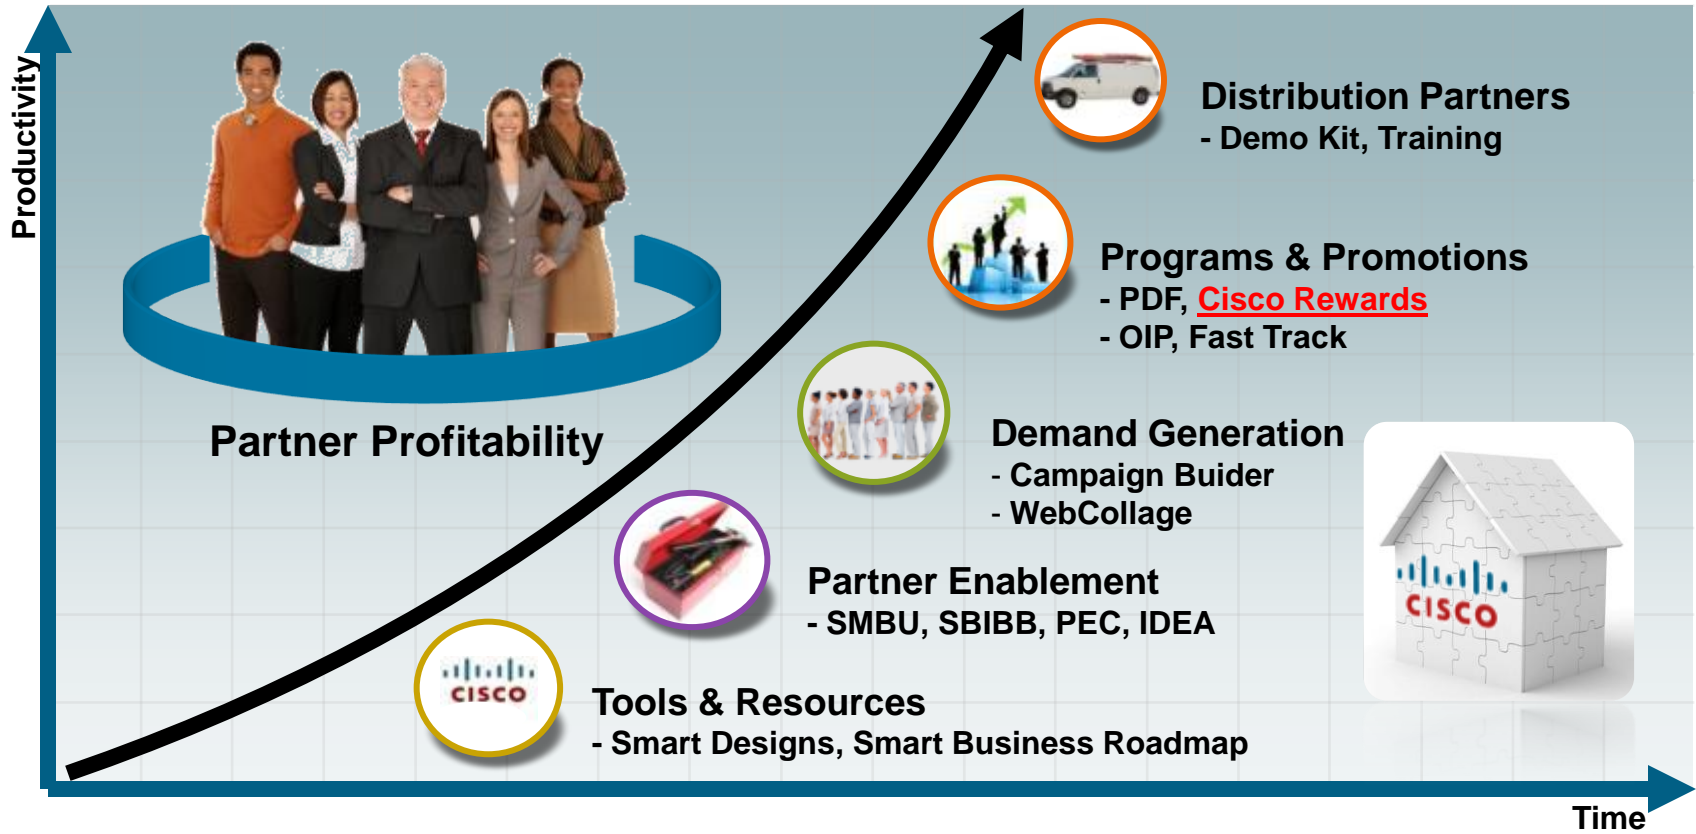 Productivity
Distribution Partners
- Demo Kit, Training
Programs & Promotions
- PDF, Cisco Rewards
- OIP, Fast Track
Partner Profitability
Demand Generation
- Campaign Buider
- WebCollage
CISCO
Partner Enablement
- SMBU, SBIBB, PEC, IDEA
CISCO
Tools & Resources
- Smart Designs, Smart Business Roadmap
Time